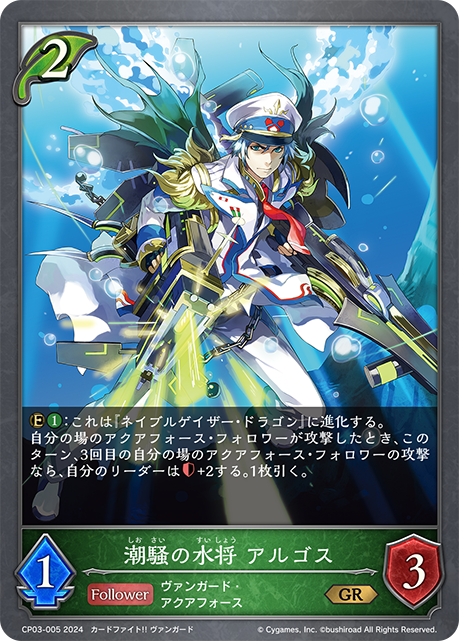 2
Ⓔ①:これは『ネイブルゲイザー・ドラゴン』に進化する。
自分の場のアクアフォース・フォロワーが攻撃したとき、この
ターン、3回目の自分の場のアクアフォース・フォロワーの攻撃
なら、自分のリーダーは+2する。1枚引く。
しおさい すいしょう
潮騒の水将 アルゴス
1
Follower
ヴァンガード・
アクアフォース
GR
3
CP03-005 2024 カードファイト!! ヴァンガード
© Cygames, Inc. ©bushiroad All Rights Reserved.